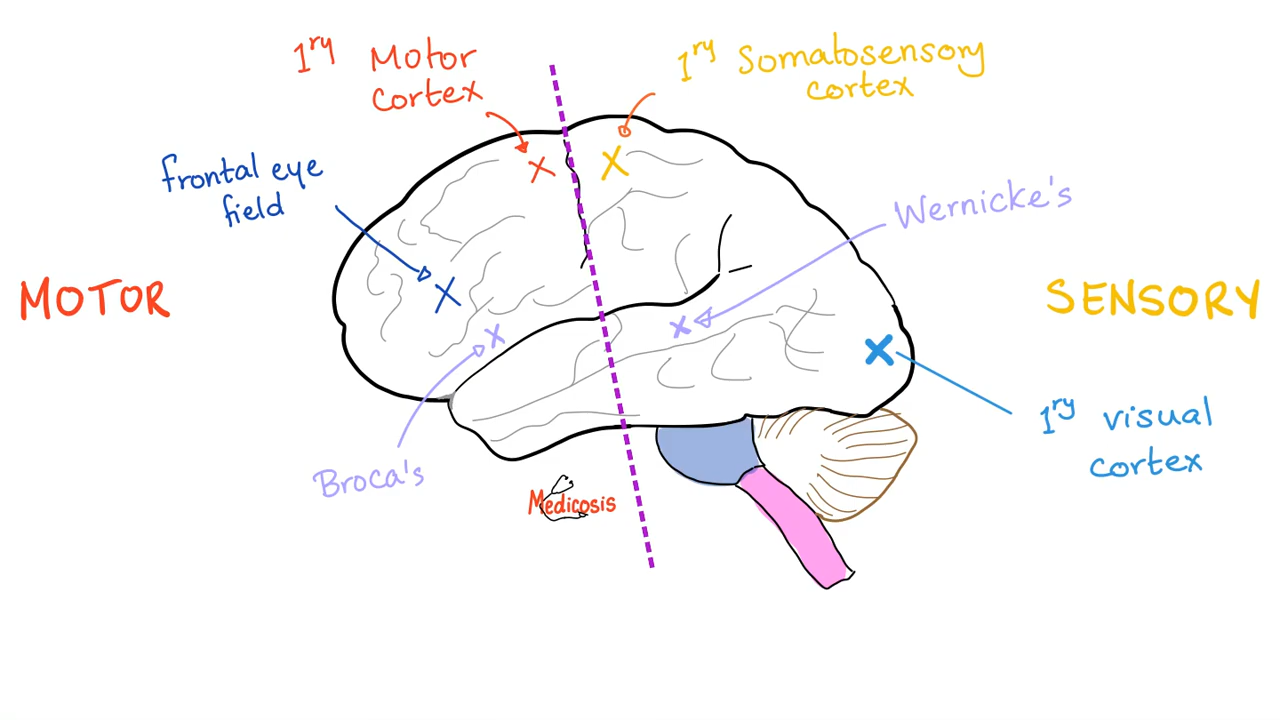 1ry Motor
cortex
1ry Somatosensory
cortex
frontal eye
field
Wernicke's
MOTOR
SENSORY
1ry visual
cortex
Broca's
Medicosis